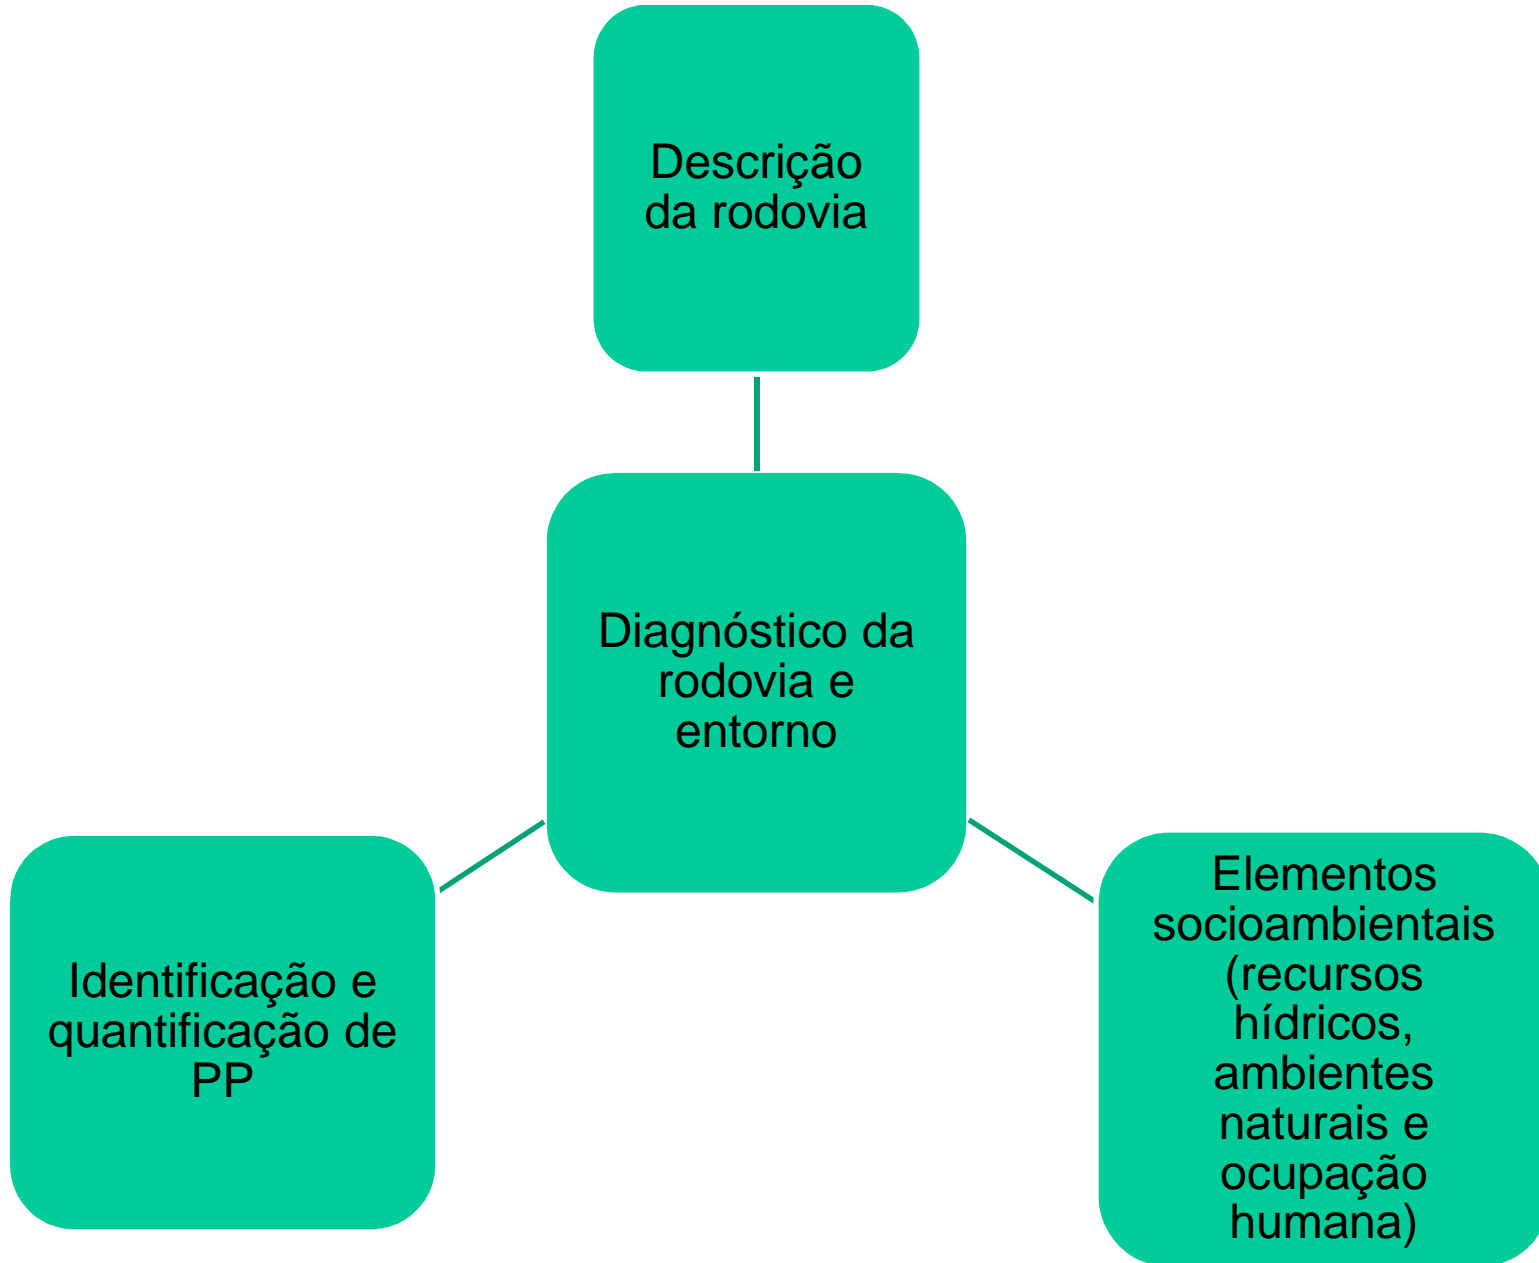 Descrição
da rodovia
Diagnóstico da
rodovia e
entorno
Identificação e
quantificação de
PP
Elementos
socioambientais
(recursos
hídricos,
ambientes
naturais e
ocupação
humana)